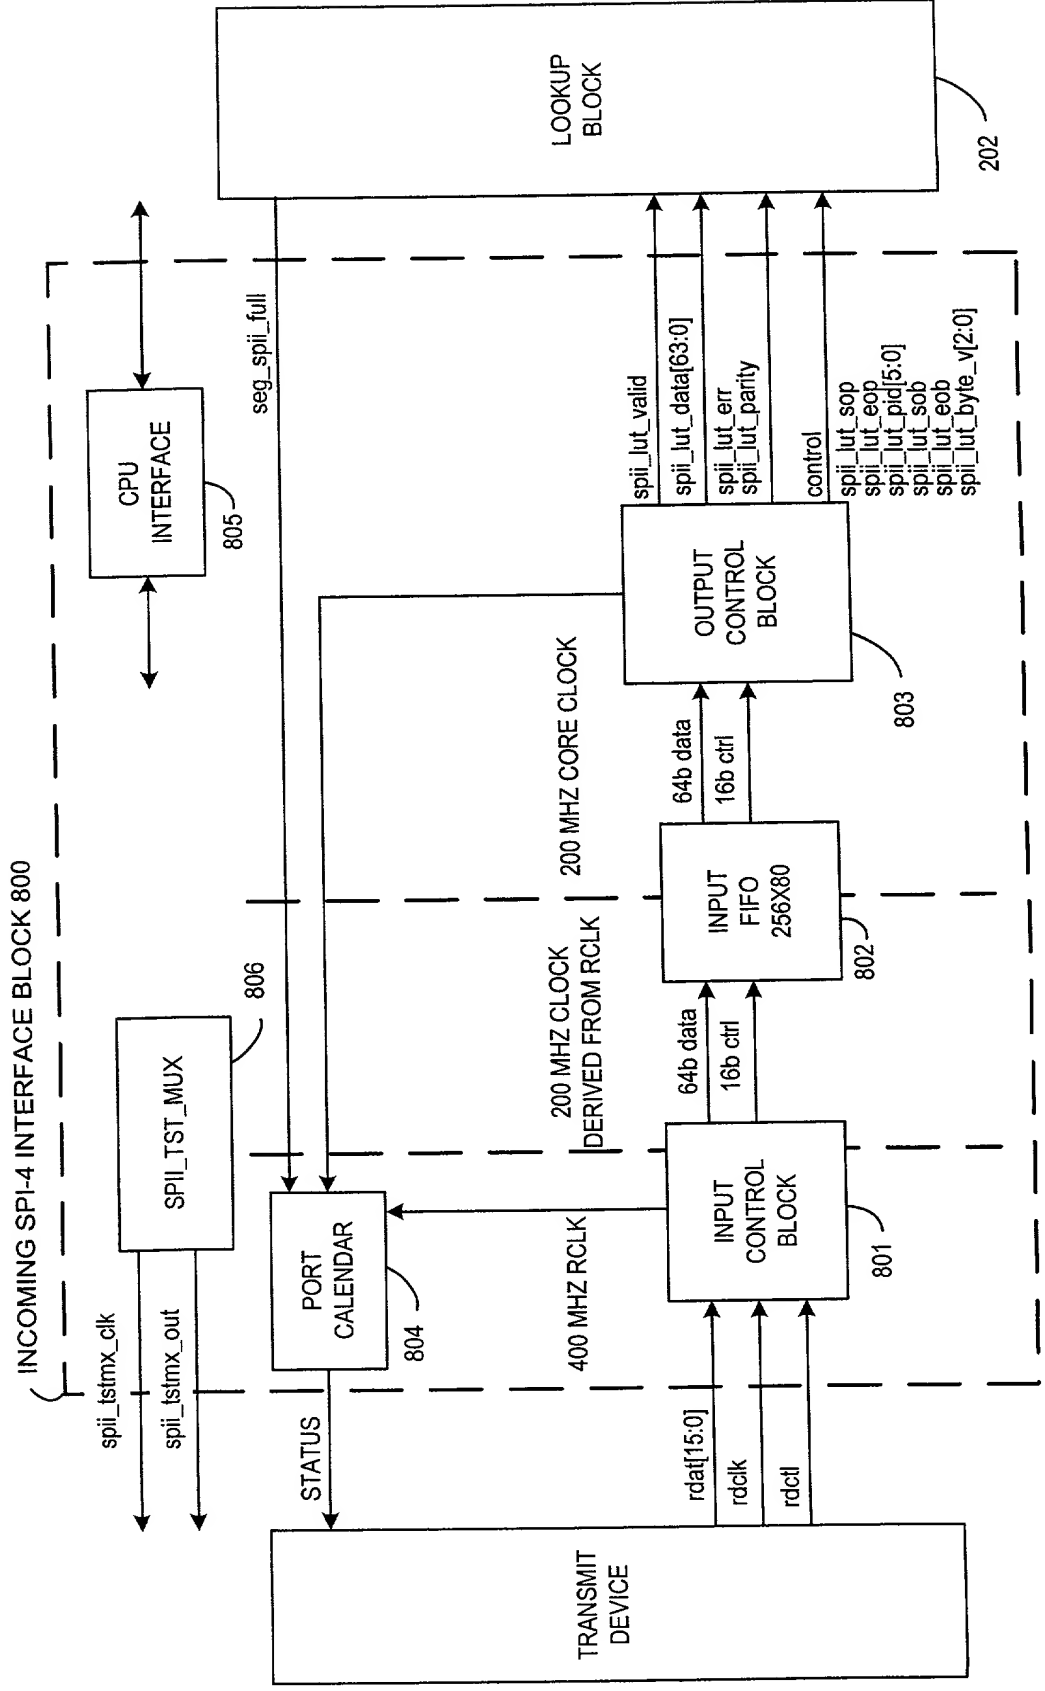 INCOMING SPI-4 INTERFACE BLOCK 800
spii_tstmx_clk
spii_tstmx_out
SPII_TST_MUX
806
CPU
INTERFACE
805
seg_spii_full
STATUS
PORT
CALENDAR
804
400 MHZ RCLK
200 MHZ CLOCK
DERIVED FROM RCLK
200 MHZ CORE CLOCK
TRANSMIT
DEVICE
rdat[15:0]
rdclk
rdctl
INPUT
CONTROL
BLOCK
801
64b data
16b ctrl
INPUT
FIFO
256X80
802
64b data
16b ctrl
OUTPUT
CONTROL
BLOCK
803
spii_lut_valid
spii_lut_data[63:0]
spii_lut_err
spii_lut_parity
control
spii_lut_sop
spii_lut_eop
spii_lut_pid[5:0]
spii_lut_sob
spii_lut_eob
spii_lut_byte_v[2:0]
LOOKUP
BLOCK
202